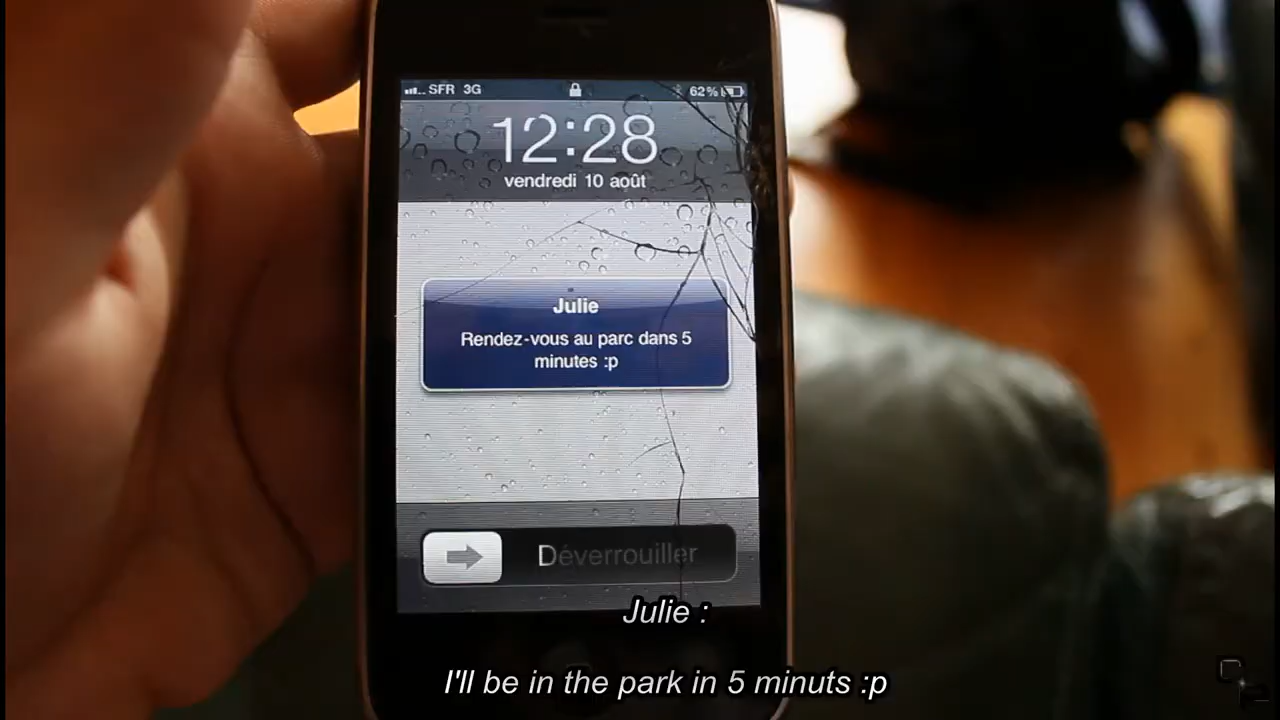 SFR 3G 62%
12:28
vendredi 10 août
Julie
Rendez-vous au parc dans 5
minutes :p
Déverrouiller
Julie :
I'll be in the park in 5 minuts :p